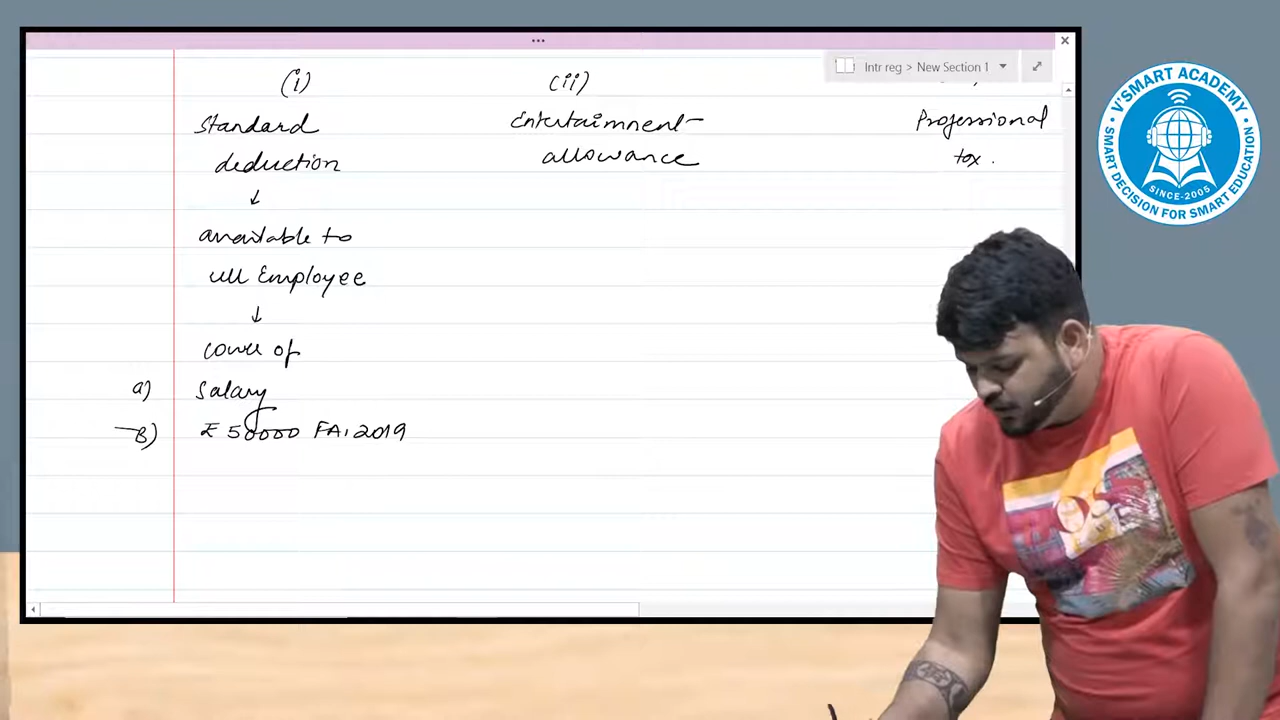 ...
Intr reg > New Section 1
(i)
(ii)
Standard
deduction
↓
available to
all Employee
↓
lower of
a) Salary
B) ₹ 50000 FA, 2019
Entertainment
allowance
Professional
tax.
V'SMART ACADEMY
SINCE-2005
SMART DECISION FOR SMART EDUCATION